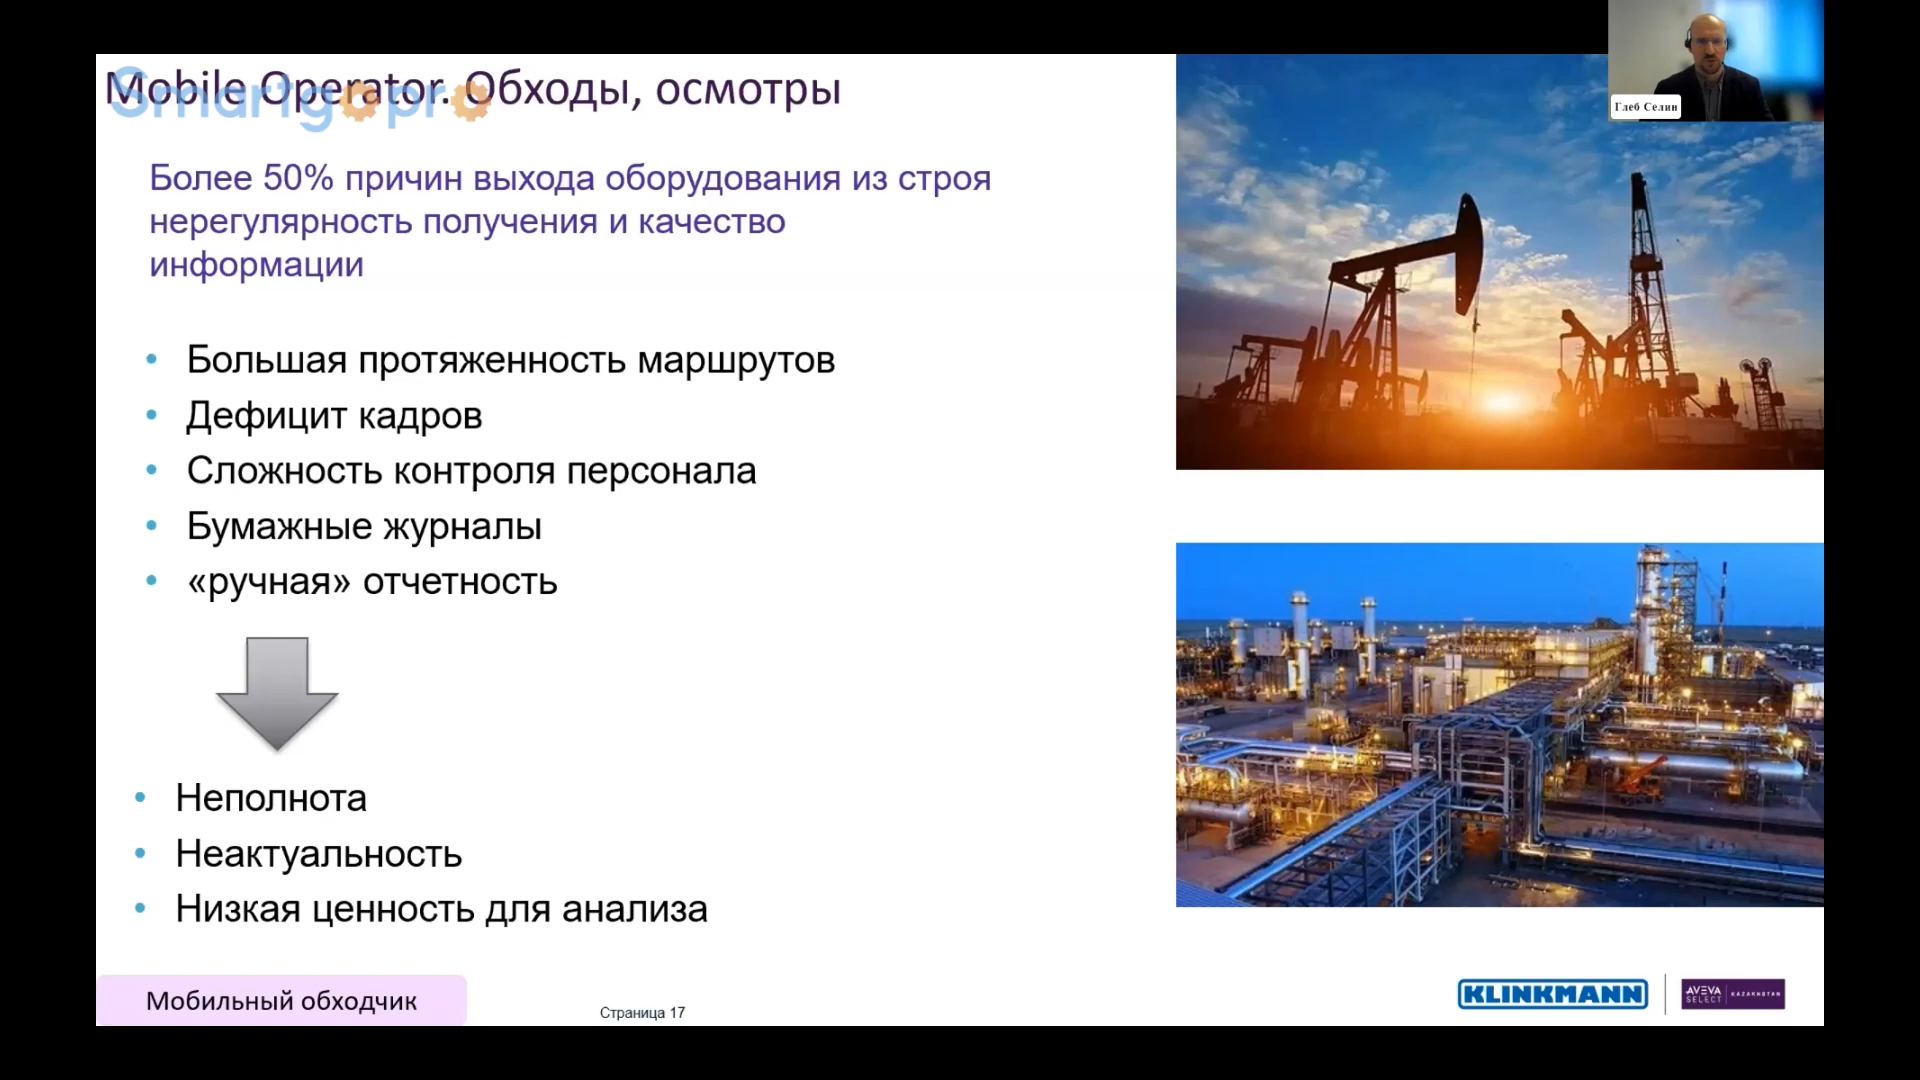 Mobile Operator. Обходы, осмотры
Smartgopro
Глеб Селин
Более 50% причин выхода оборудования из строя
нерегулярность получения и качество
информации
• Большая протяженность маршрутов
• Дефицит кадров
• Сложность контроля персонала
• Бумажные журналы
• «ручная» отчетность
• Неполнота
• Неактуальность
• Низкая ценность для анализа
Мобильный обходчик
Страница 17
KLINKMANN
AVEVA
SELECT
KAZAKHSTAN